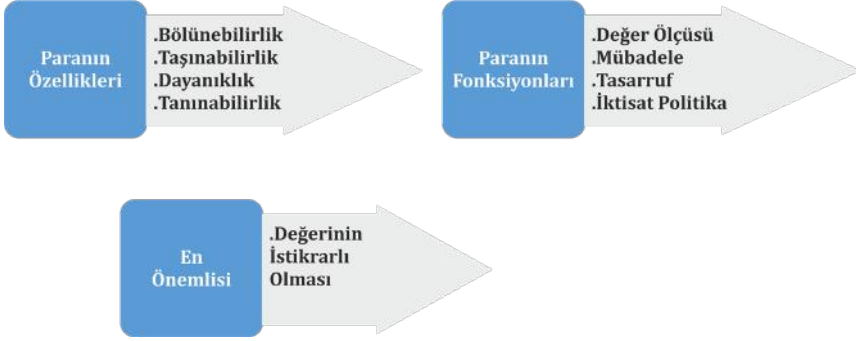 Paranın
Özellikleri
.Bölünebilirlik
.Taşınabilirlik
.Dayanıklık
.Tanınabilirlik
Paranın
Fonksiyonları
.Değer Ölçüsü
.Mübadele
.Tasarruf
.İktisat Politika
En
Önemlisi
.Değerinin
İstikrarlı
Olması